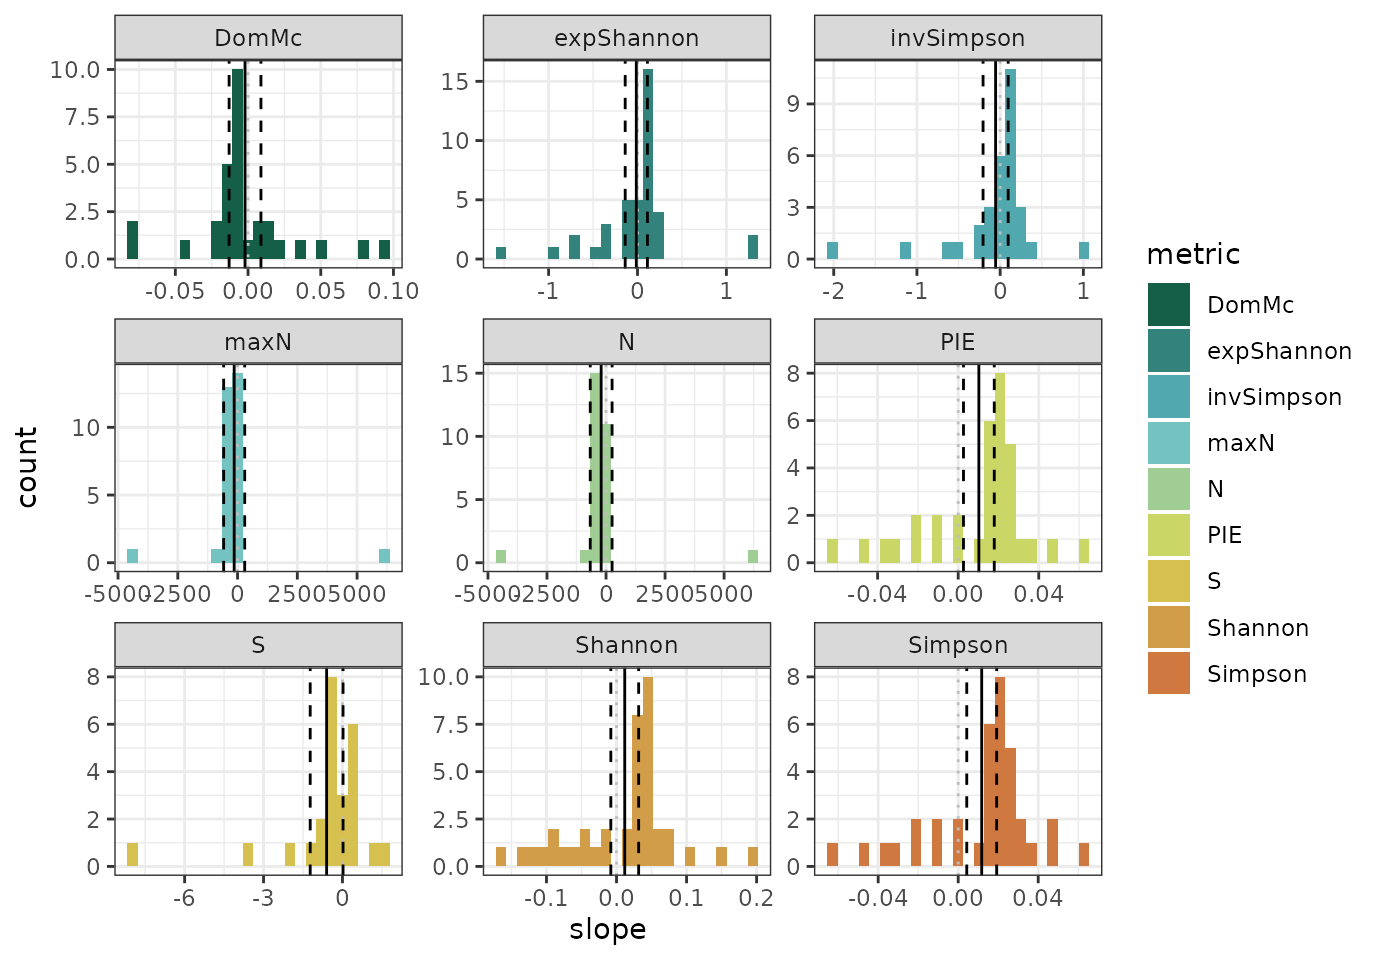 DomMc expShannon invSimpson
10.0 7.5 5.0 2.5 0.0
15 10 5 0
9 6 3 0
-0.05 0.00 0.05 0.10
-1 0 1
-2 -1 0 1
maxN N PIE
10 5 0
15 10 5 0
8 6 4 2 0
-5000 -2500 0 2500 5000
-5000 -2500 0 2500 5000
-0.04 0.00 0.04
S Shannon Simpson
8 6 4 2 0
10.0 7.5 5.0 2.5 0.0
8 6 4 2 0
-6 -3 0
-0.1 0.0 0.1 0.2
-0.04 0.00 0.04
count
slope
metric
DomMc
expShannon
invSimpson
maxN
N
PIE
S
Shannon
Simpson